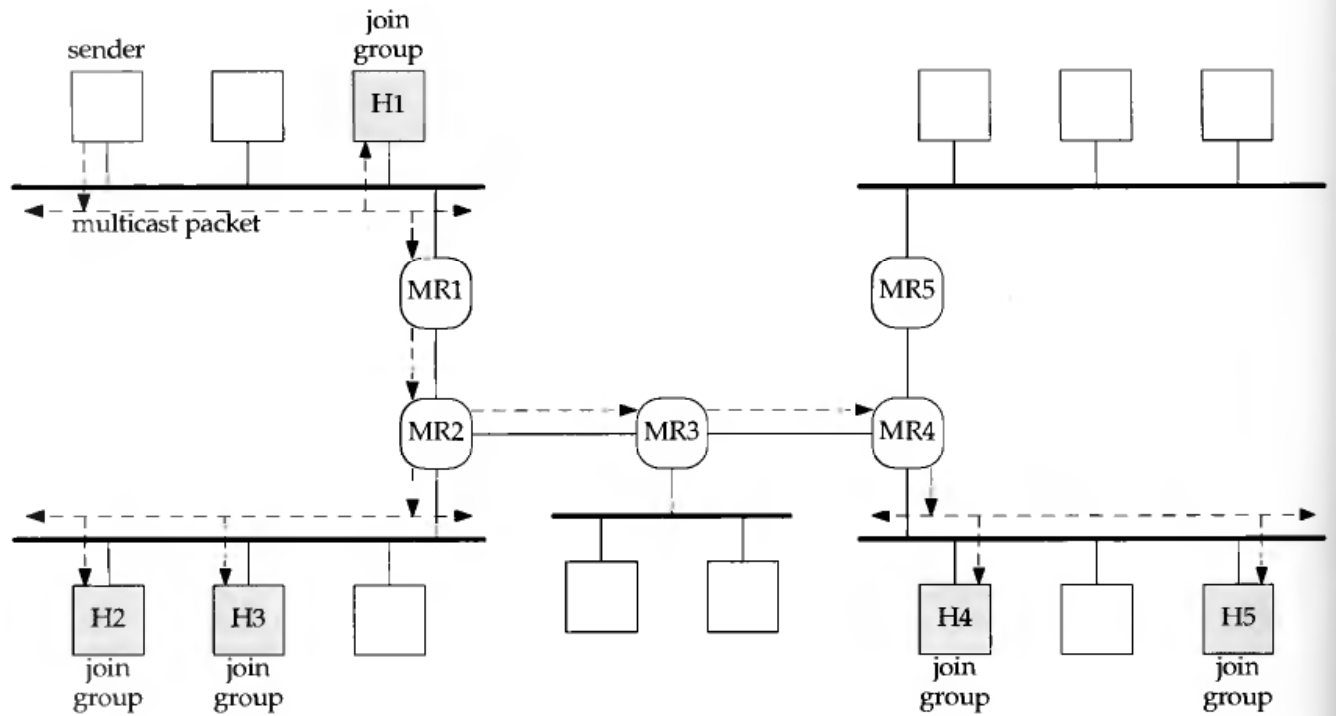 sender
join
group
H1
multicast packet
MR1
MR5
MR2
MR3
MR4
H2
H3
H4
H5
join
group
join
group
join
group
join
group